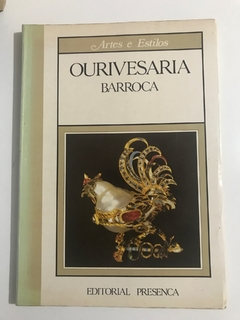 Artes e Estilos
OURIVESARIA
BARROCA
EDITORIAL PRESENÇA